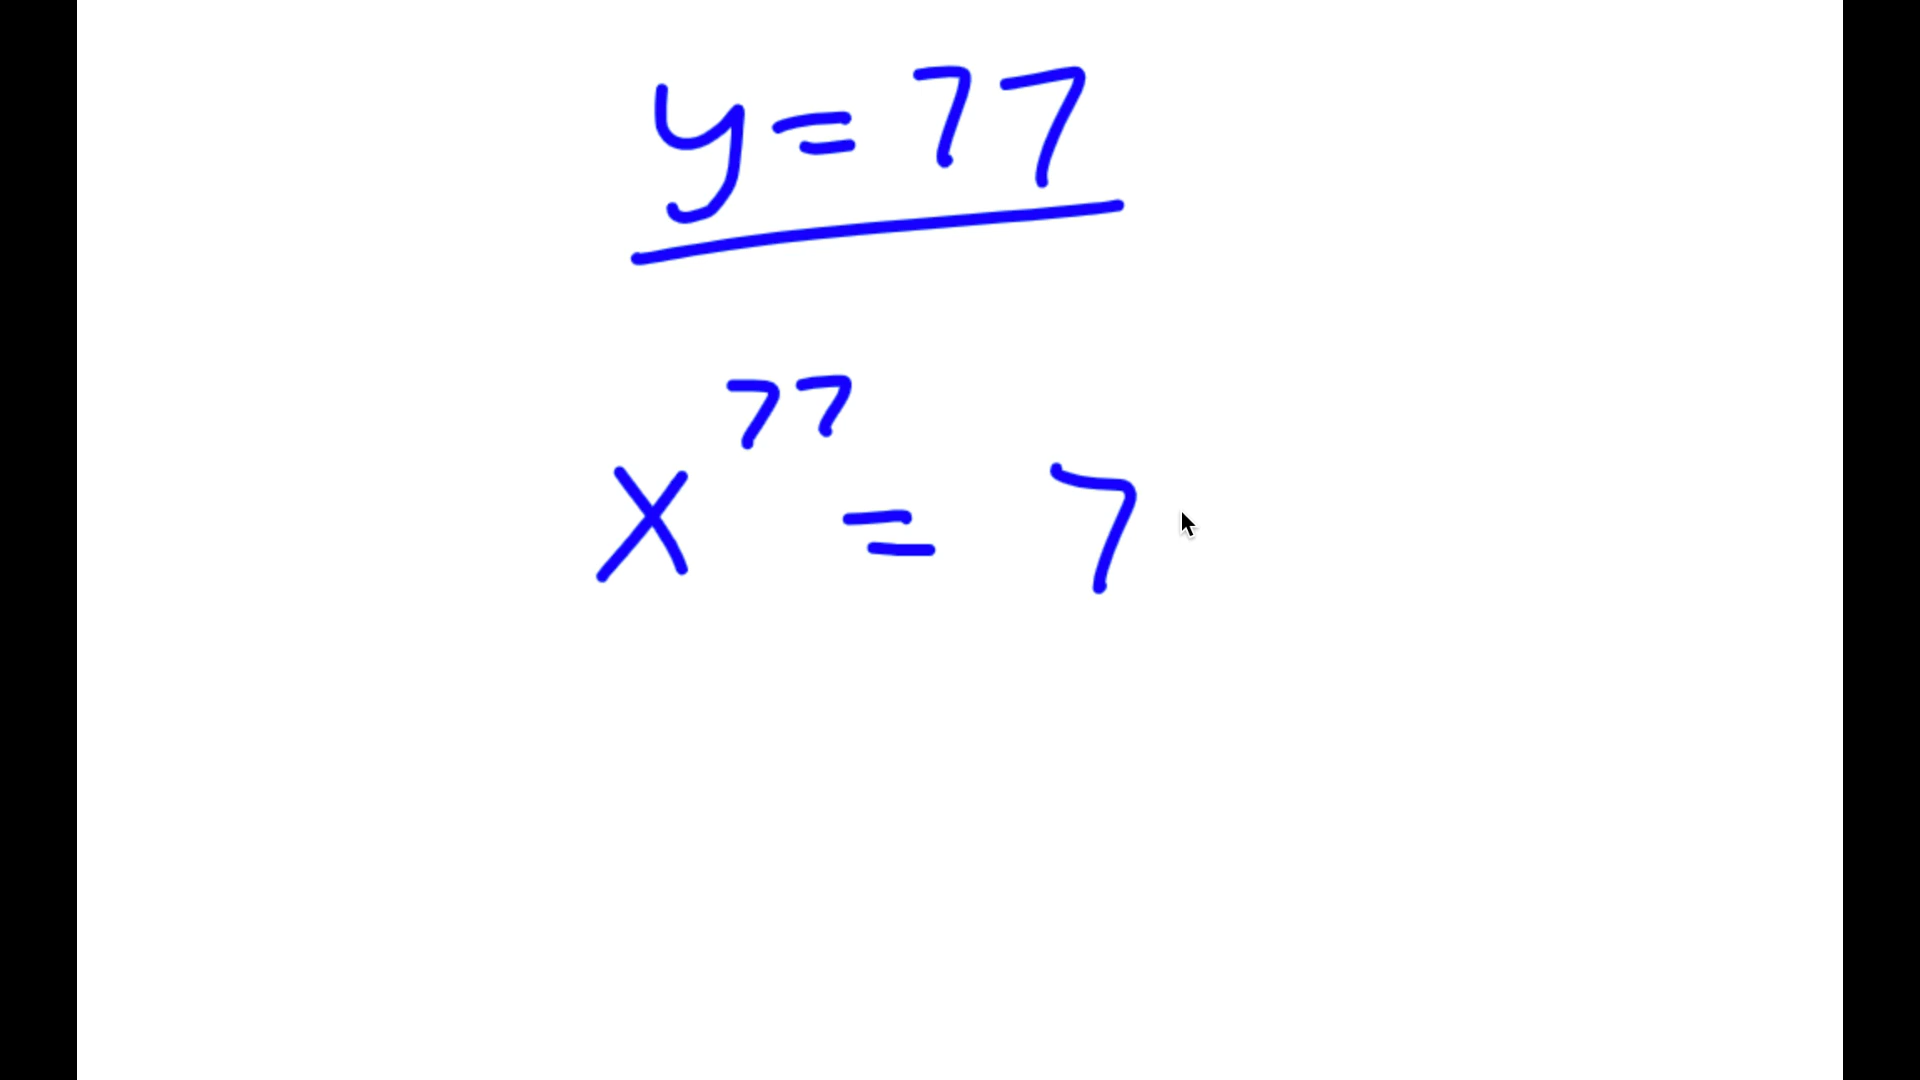 y = 77
x^77 = 7